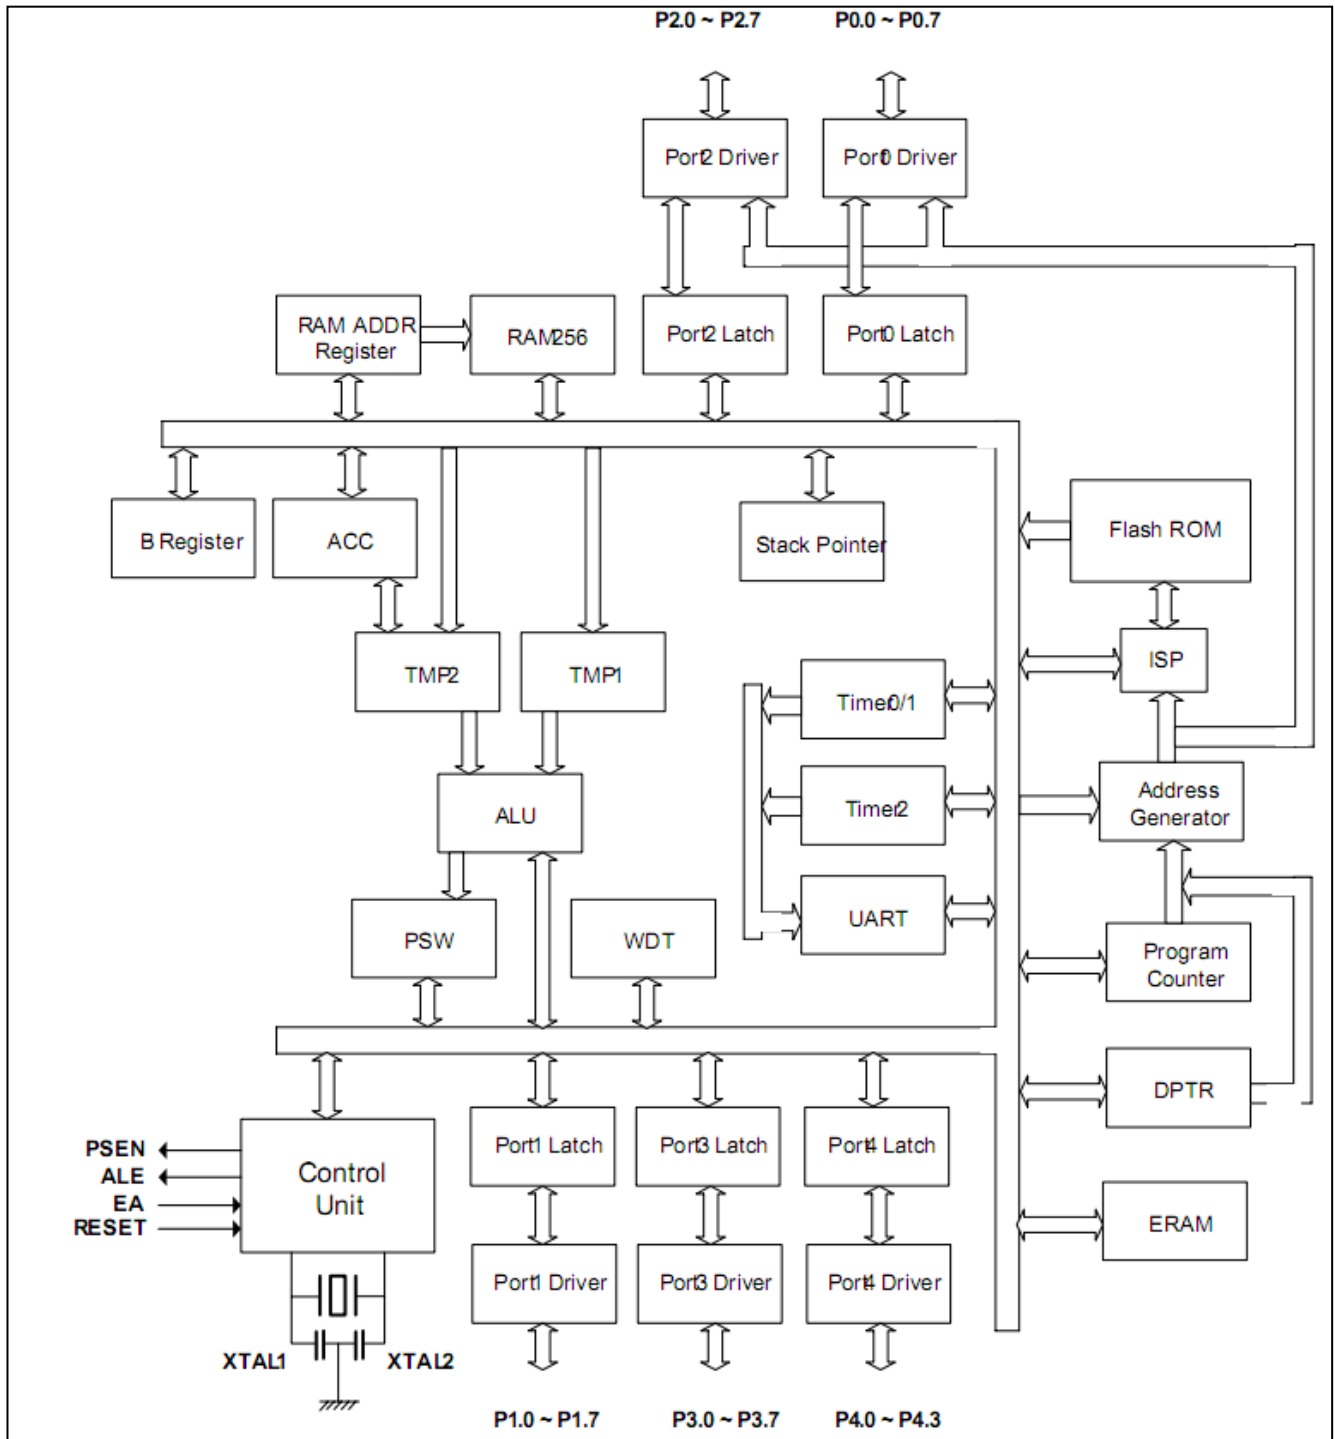 P2.0 ~ P2.7
P0.0 ~ P0.7
Port2 Driver
Port0 Driver
RAM ADDR
Register
RAM256
Port2 Latch
Port0 Latch
B Register
ACC
Stack Pointer
Flash ROM
TMP2
TMP1
ISP
Timer0/1
Timer2
Address
Generator
ALU
UART
PSW
WDT
Program
Counter
DPTR
PSEN
ALE
EA
RESET
Control
Unit
Port1 Latch
Port3 Latch
Port4 Latch
ERAM
Port1 Driver
Port3 Driver
Port4 Driver
XTAL1
XTAL2
P1.0 ~ P1.7
P3.0 ~ P3.7
P4.0 ~ P4.3